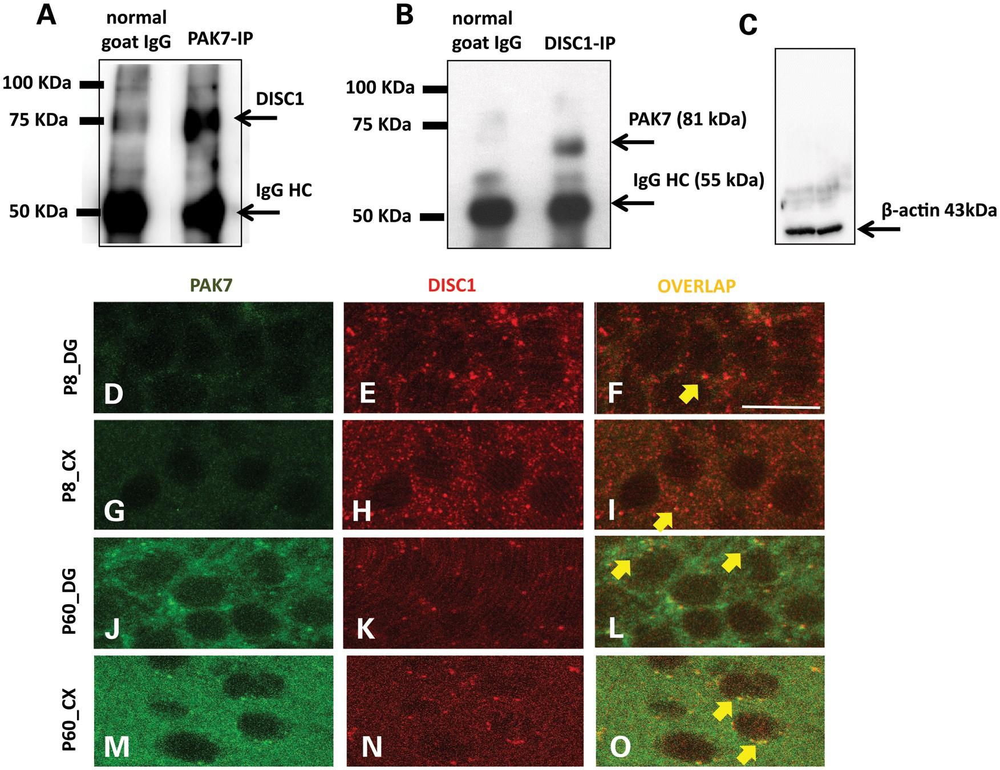 A
normal
goat IgG
PAK7-IP
100 KDa
75 KDa
50 KDa
DISC1
IgG HC
B
normal
goat IgG
DISC1-IP
100 KDa
75 KDa
50 KDa
PAK7 (81 kDa)
IgG HC (55 kDa)
C
β-actin 43kDa
PAK7
DISC1
OVERLAP
P8_DG
D
E
F
P8_CX
G
H
I
P60_DG
J
K
L
P60_CX
M
N
O